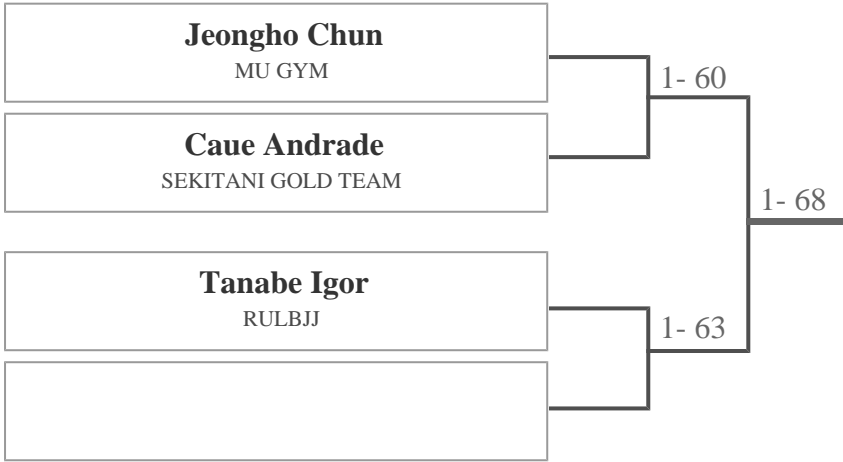 Jeongho Chun
MU GYM
1- 60
Caue Andrade
SEKITANI GOLD TEAM
1- 68
Tanabe Igor
RULBJJ
1- 63